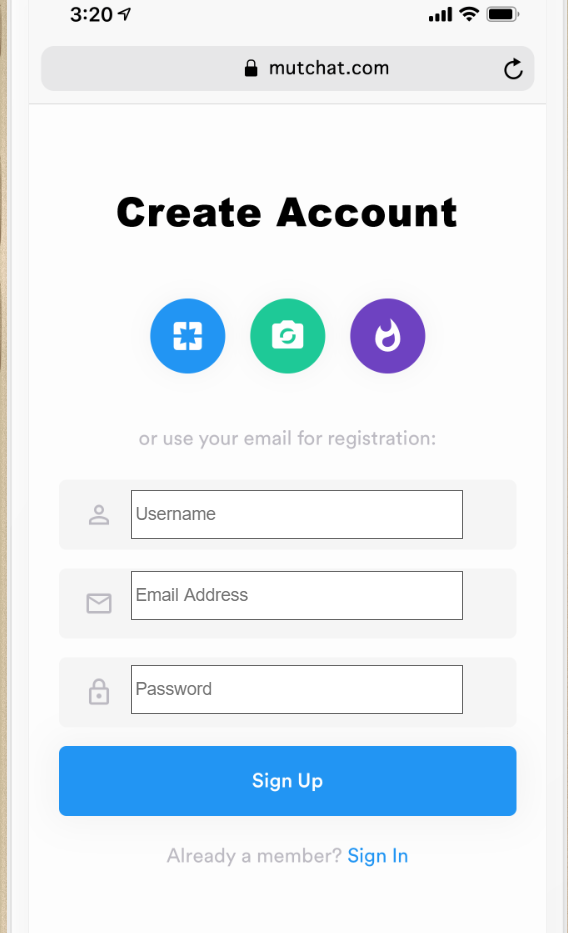 3:20
mutchat.com
Create Account
or use your email for registration:
Username
Email Address
Password
Sign Up
Already a member? Sign In